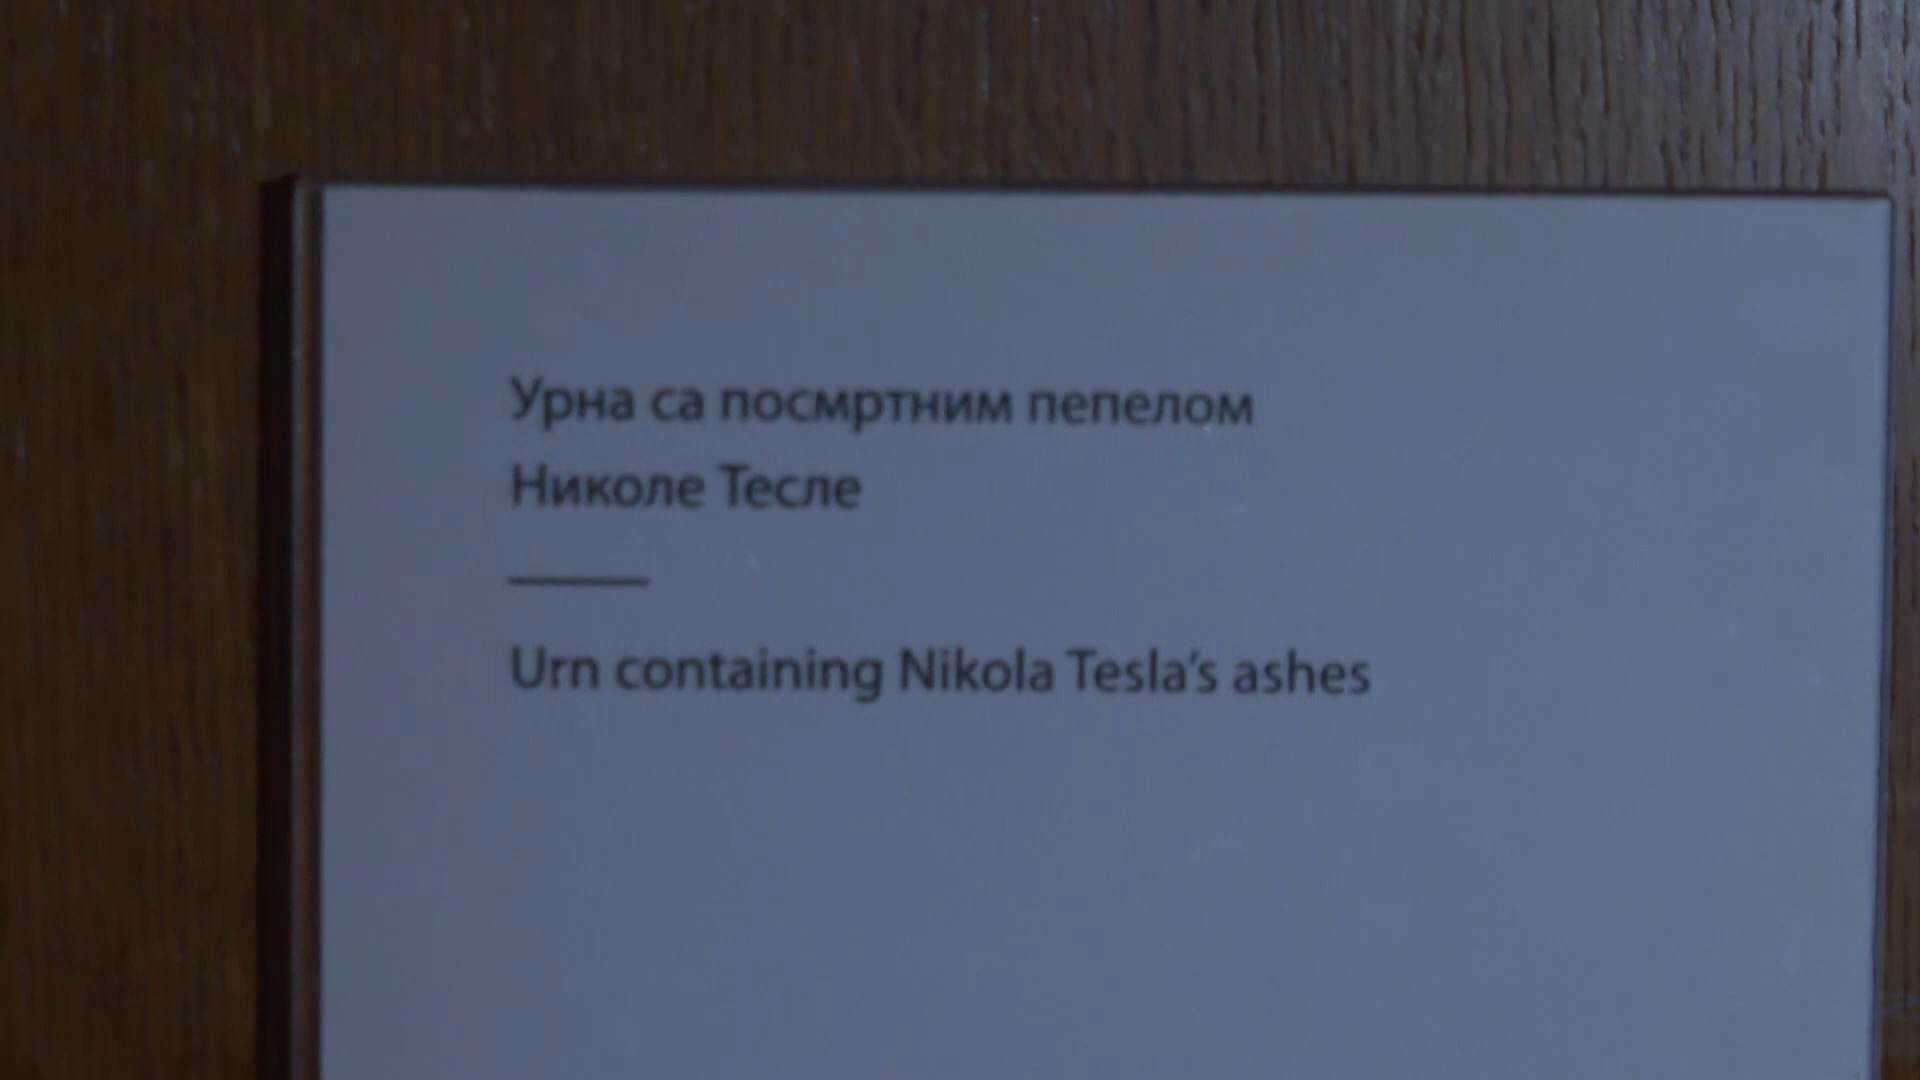 Урна са посмртним пепелом
Николе Тесле
Urn containing Nikola Tesla’s ashes